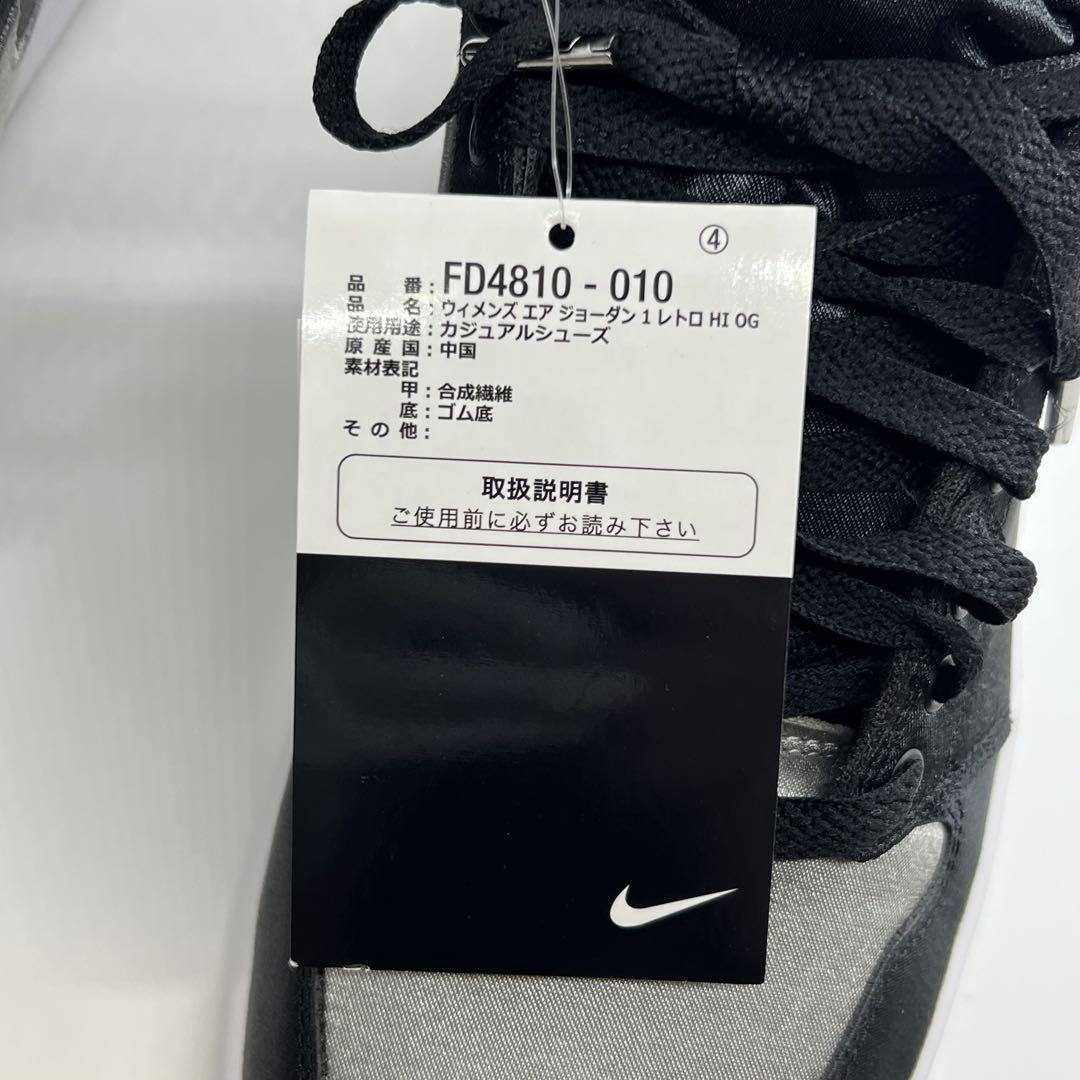 ④
品 番 : FD4810 - 010
品 名 : ウィメンズ エア ジョーダン 1 レトロ HI OG
使用用途 : カジュアルシューズ
原 産 国 : 中国
素材表記
甲 : 合成繊維
底 : ゴム底
そ の 他 :
取扱説明書
ご使用前に必ずお読み下さい